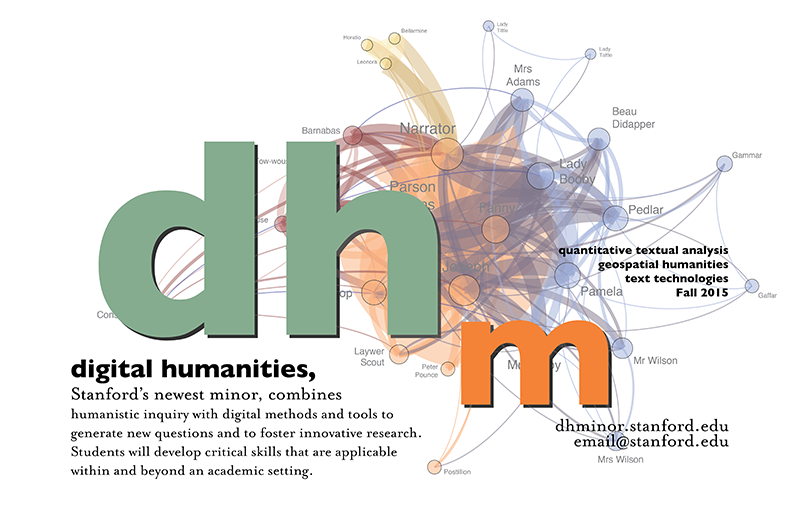 Lady
Tittle
Bellarmine
Horatio
Leonora
Lady
Tattle
Mrs
Adams
Beau
Didapper
Barnabas
Narrator
Gammar
Lady
Booby
Parson
Fanny
Pedlar
dh
quantitative textual analysis
geospatial humanities
text technologies
Fall 2015
Pamela
Gaffar
m
Laywer
Scout
Peter
Pounce
Mr Wilson
digital humanities,
Stanford's newest minor, combines
humanistic inquiry with digital methods and tools to
generate new questions and to foster innovative research.
Students will develop critical skills that are applicable
within and beyond an academic setting.
dhminor.stanford.edu
email@stanford.edu
Mrs Wilson
Postillion